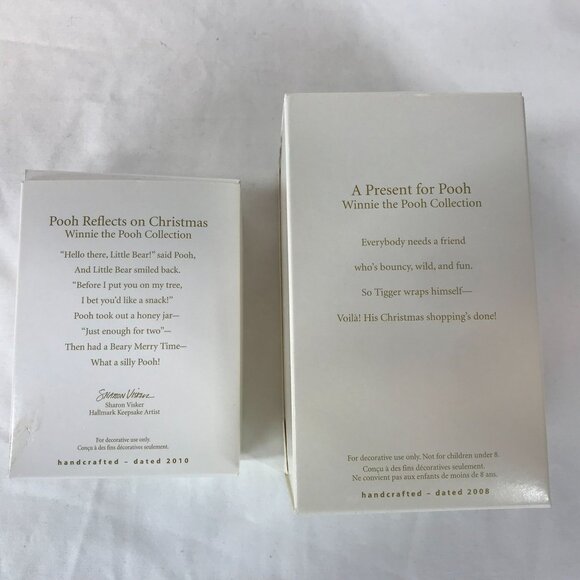 Pooh Reflects on Christmas
Winnie the Pooh Collection
“Hello there, Little Bear!” said Pooh,
And Little Bear smiled back.
“Before I put you on my tree,
I bet you’d like a snack!”
Pooh took out a honey jar—
“Just enough for two”—
Then had a Beary Merry Time—
What a silly Pooh!
Sharon Visker
Sharon Visker
Hallmark Keepsake Artist
For decorative use only.
Conçu à des fins décoratives seulement.
handcrafted – dated 2010
A Present for Pooh
Winnie the Pooh Collection
Everybody needs a friend
who’s bouncy, wild, and fun.
So Tigger wraps himself—
Voilà! His Christmas shopping’s done!
For decorative use only. Not for children under 8.
Conçu à des fins décoratives seulement.
Ne convient pas aux enfants de moins de 8 ans.
handcrafted – dated 2008